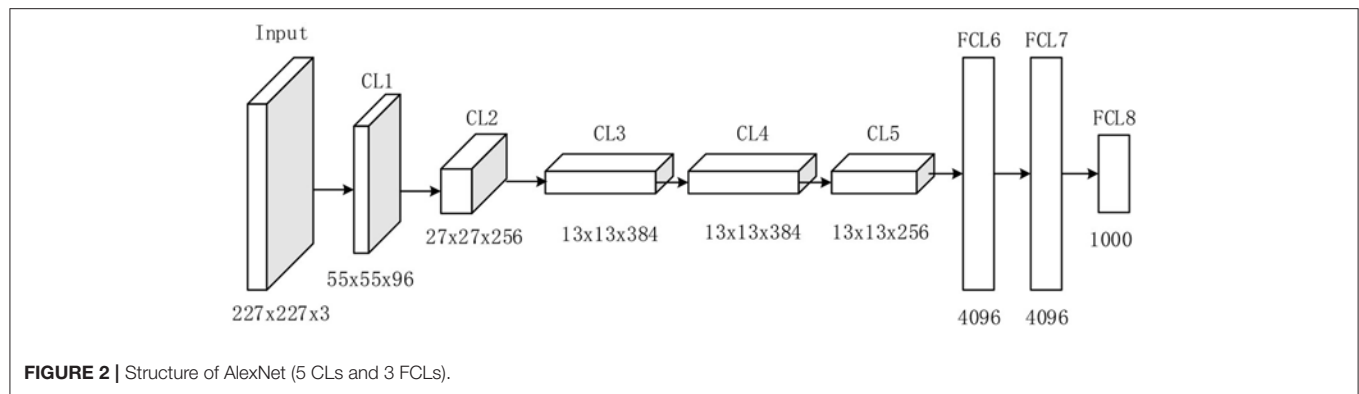 Input
CL1
CL2
CL3
CL4
CL5
FCL6
FCL7
FCL8
227x227x3
55x55x96
27x27x256
13x13x384
13x13x384
13x13x256
4096
4096
1000
FIGURE 2 | Structure of AlexNet (5 CLs and 3 FCLs).